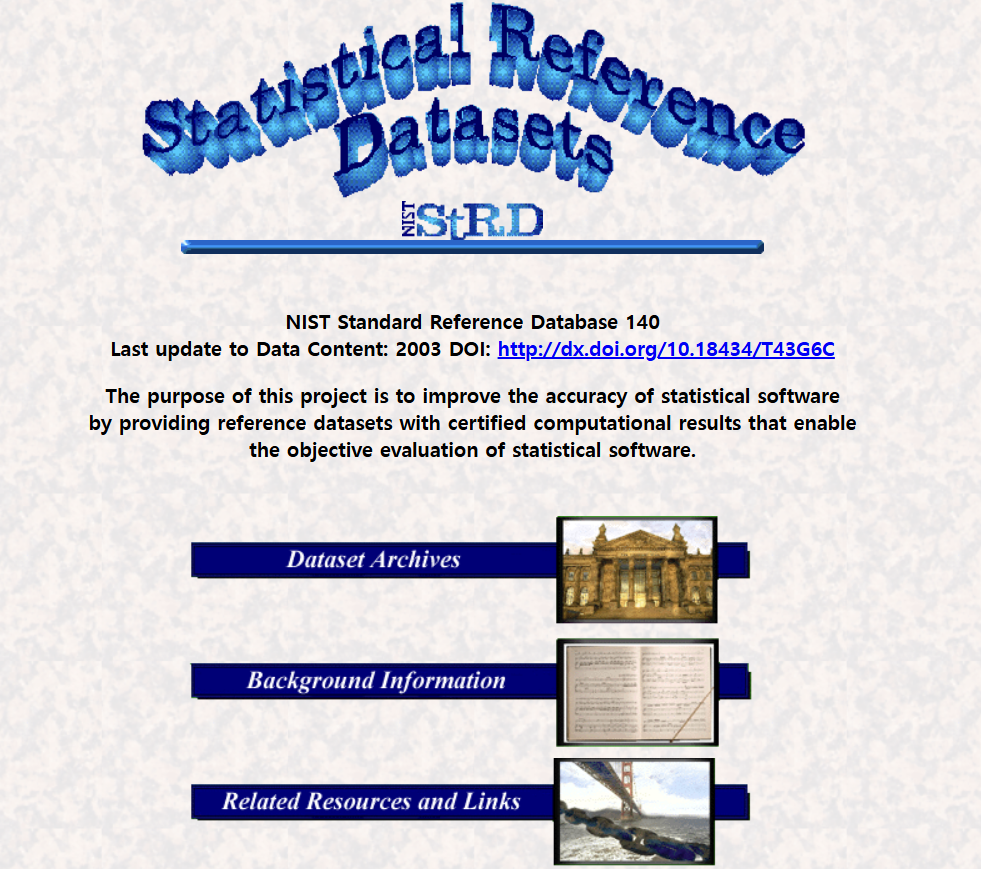 Statistical Reference
Datasets
NIST StRD
NIST Standard Reference Database 140
Last update to Data Content: 2003 DOI: http://dx.doi.org/10.18434/T43G6C
The purpose of this project is to improve the accuracy of statistical software
by providing reference datasets with certified computational results that enable
the objective evaluation of statistical software.
Dataset Archives
Background Information
Related Resources and Links